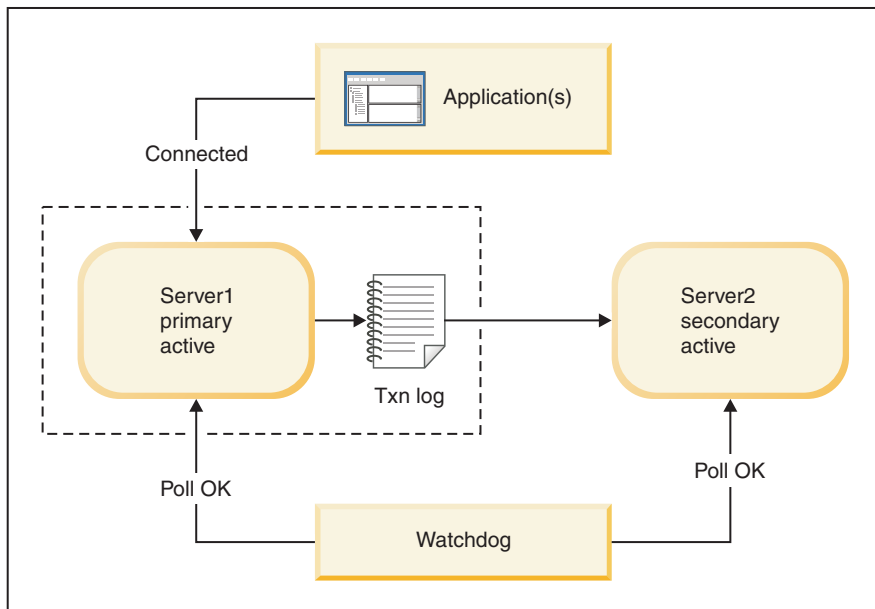 Application(s)
Connected
Server1
primary
active
Txn log
Server2
secondary
active
Poll OK
Poll OK
Watchdog